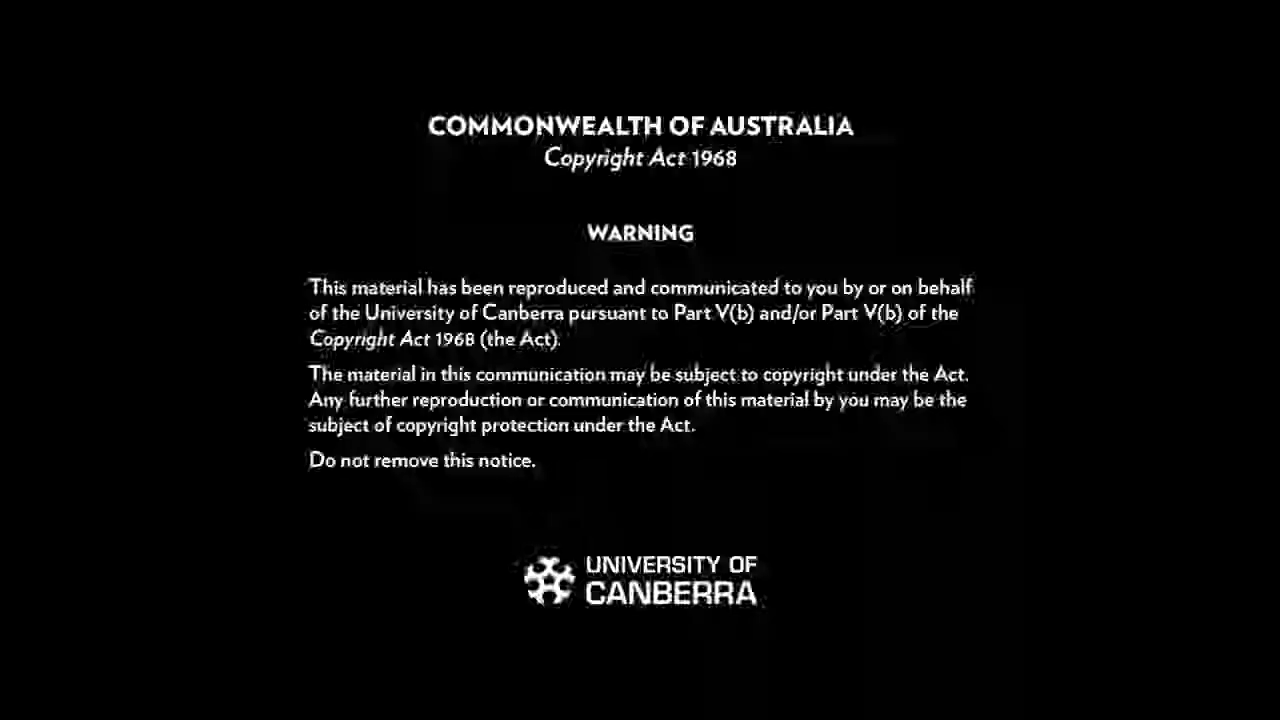 COMMONWEALTH OF AUSTRALIA
Copyright Act 1968
WARNING
This material has been reproduced and communicated to you by or on behalf
of the University of Canberra pursuant to Part V(b) and/or Part V(b) of the
Copyright Act 1968 (the Act).
The material in this communication may be subject to copyright under the Act.
Any further reproduction or communication of this material by you may be the
subject of copyright protection under the Act.
Do not remove this notice.
UNIVERSITY OF
CANBERRA